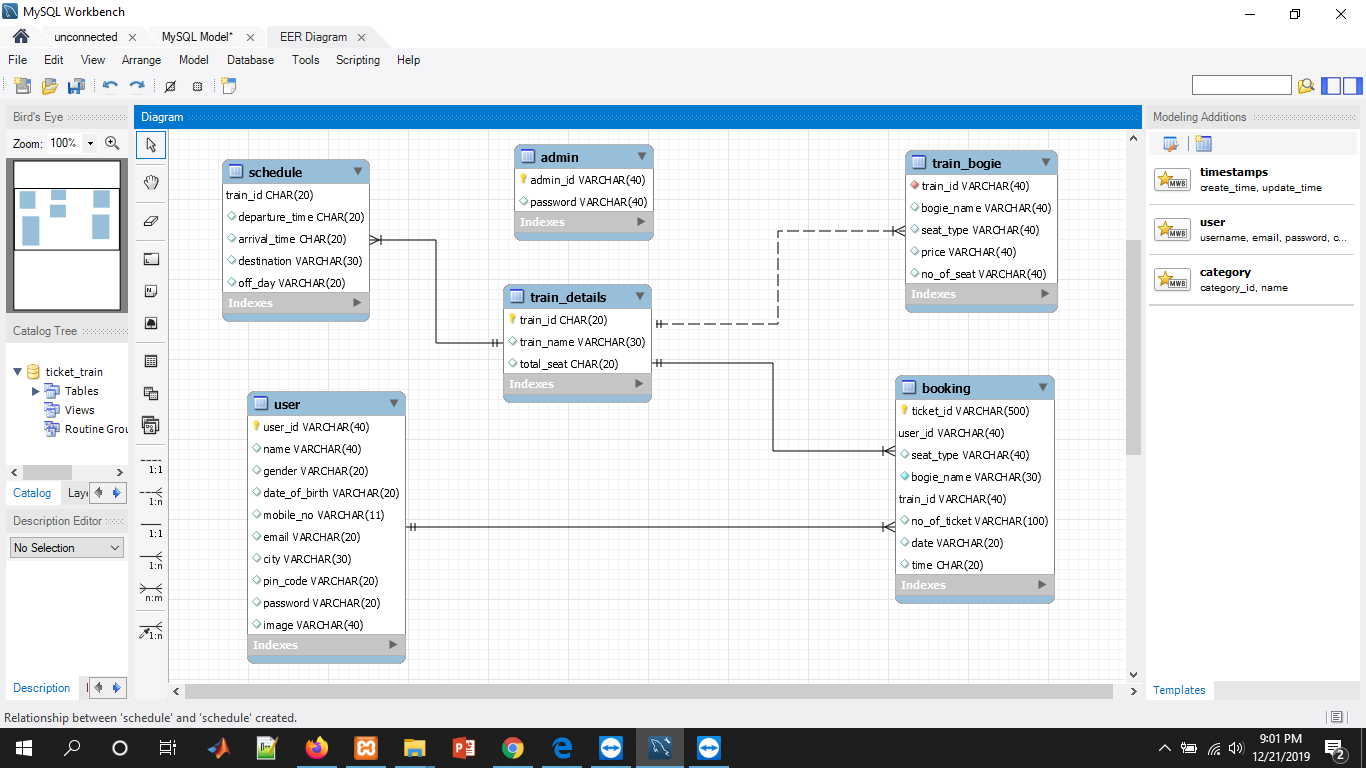 MySQL Workbench
unconnected
MySQL Model*
EER Diagram
File Edit View Arrange Model Database Tools Scripting Help
Bird's Eye
Zoom: 100%
Catalog Tree
ticket_train
Tables
Views
Routine Grou
Catalog Laye
Description Editor
No Selection
Description
1:1
1:n
1:1
1:n
n:m
1:n
Diagram
schedule
train_id CHAR(20)
departure_time CHAR(20)
arrival_time CHAR(20)
destination VARCHAR(30)
off_day VARCHAR(20)
Indexes
admin
admin_id VARCHAR(40)
password VARCHAR(40)
Indexes
train_bogie
train_id VARCHAR(40)
bogie_name VARCHAR(40)
seat_type VARCHAR(40)
price VARCHAR(40)
no_of_seat VARCHAR(40)
Indexes
train_details
train_id CHAR(20)
train_name VARCHAR(30)
total_seat CHAR(20)
Indexes
user
user_id VARCHAR(40)
name VARCHAR(40)
gender VARCHAR(20)
date_of_birth VARCHAR(20)
mobile_no VARCHAR(11)
email VARCHAR(20)
city VARCHAR(30)
pin_code VARCHAR(20)
password VARCHAR(20)
image VARCHAR(40)
Indexes
booking
ticket_id VARCHAR(500)
user_id VARCHAR(40)
seat_type VARCHAR(40)
bogie_name VARCHAR(30)
train_id VARCHAR(40)
no_of_ticket VARCHAR(100)
date VARCHAR(20)
time CHAR(20)
Indexes
Modeling Additions
MWB
timestamps
create_time, update_time
MWB
user
username, email, password, c...
MWB
category
category_id, name
Templates
Relationship between 'schedule' and 'schedule' created.
9:01 PM
12/21/2019
2